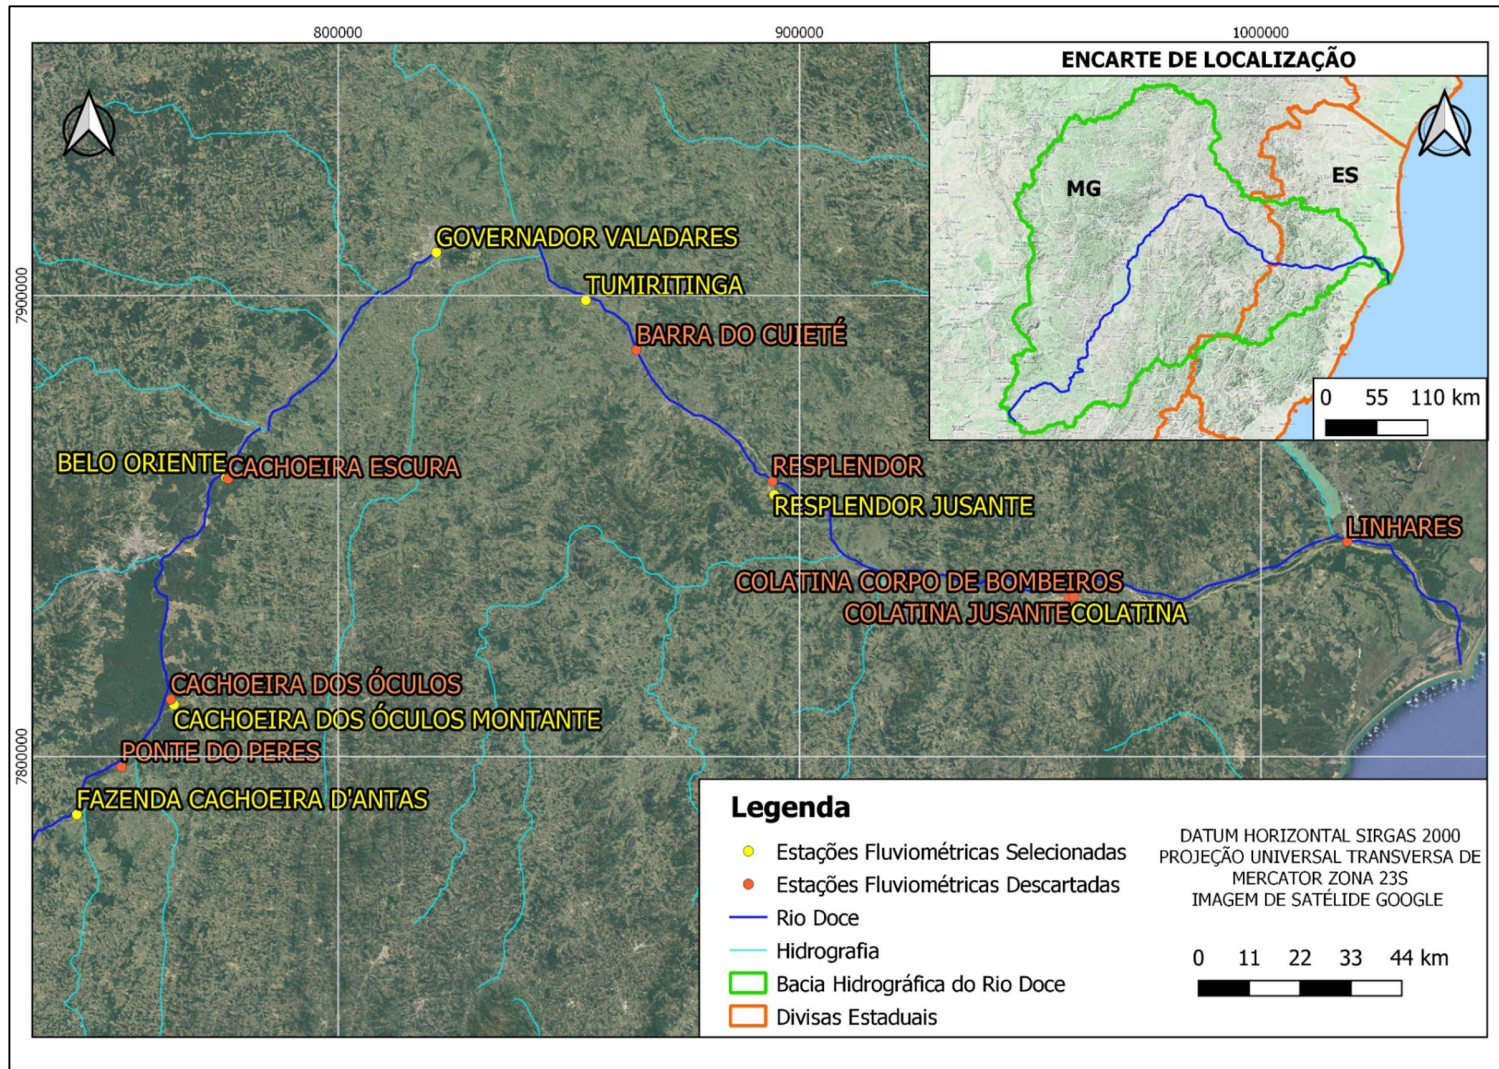 800000
900000
1000000
ENCARTE DE LOCALIZAÇÃO
MG
ES
0 55 110 km
7900000
7800000
GOVERNADOR VALADARES
TUMIRITINGA
BARRA DO CUIETÉ
BELO ORIENTE
CACHOEIRA ESCURA
RESPLENDOR
RESPLENDOR JUSANTE
LINHARES
COLATINA CORPO DE BOMBEIROS
COLATINA JUSANTE
COLATINA
CACHOEIRA DOS ÓCULOS
CACHOEIRA DOS ÓCULOS MONTANTE
PONTE DO PERES
FAZENDA CACHOEIRA D'ANTAS
Legenda
Estações Fluviométricas Selecionadas
Estações Fluviométricas Descartadas
Rio Doce
Hidrografia
Bacia Hidrográfica do Rio Doce
Divisas Estaduais
DATUM HORIZONTAL SIRGAS 2000
PROJEÇÃO UNIVERSAL TRANSVERSA DE
MERCATOR ZONA 23S
IMAGEM DE SATÉLIDE GOOGLE
0 11 22 33 44 km